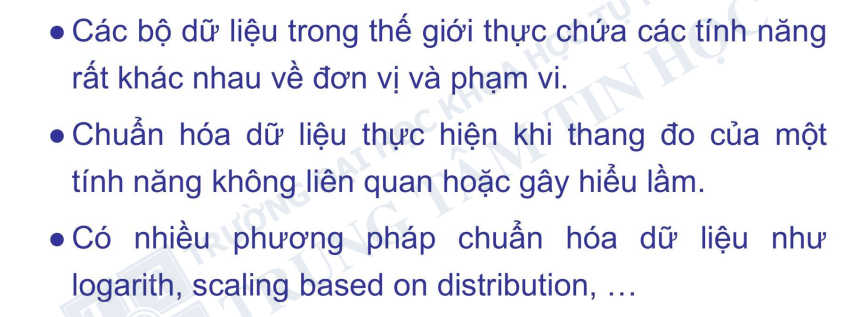 ● Các bộ dữ liệu trong thế giới thực chứa các tính năng
rất khác nhau về đơn vị và phạm vi.
● Chuẩn hóa dữ liệu thực hiện khi thang đo của một
tính năng không liên quan hoặc gây hiểu lầm.
● Có nhiều phương pháp chuẩn hóa dữ liệu như
logarith, scaling based on distribution, …
TRƯỜNG ĐẠI HỌC KHOA HỌC TỰ
TRUNG TÂM TIN HỌC